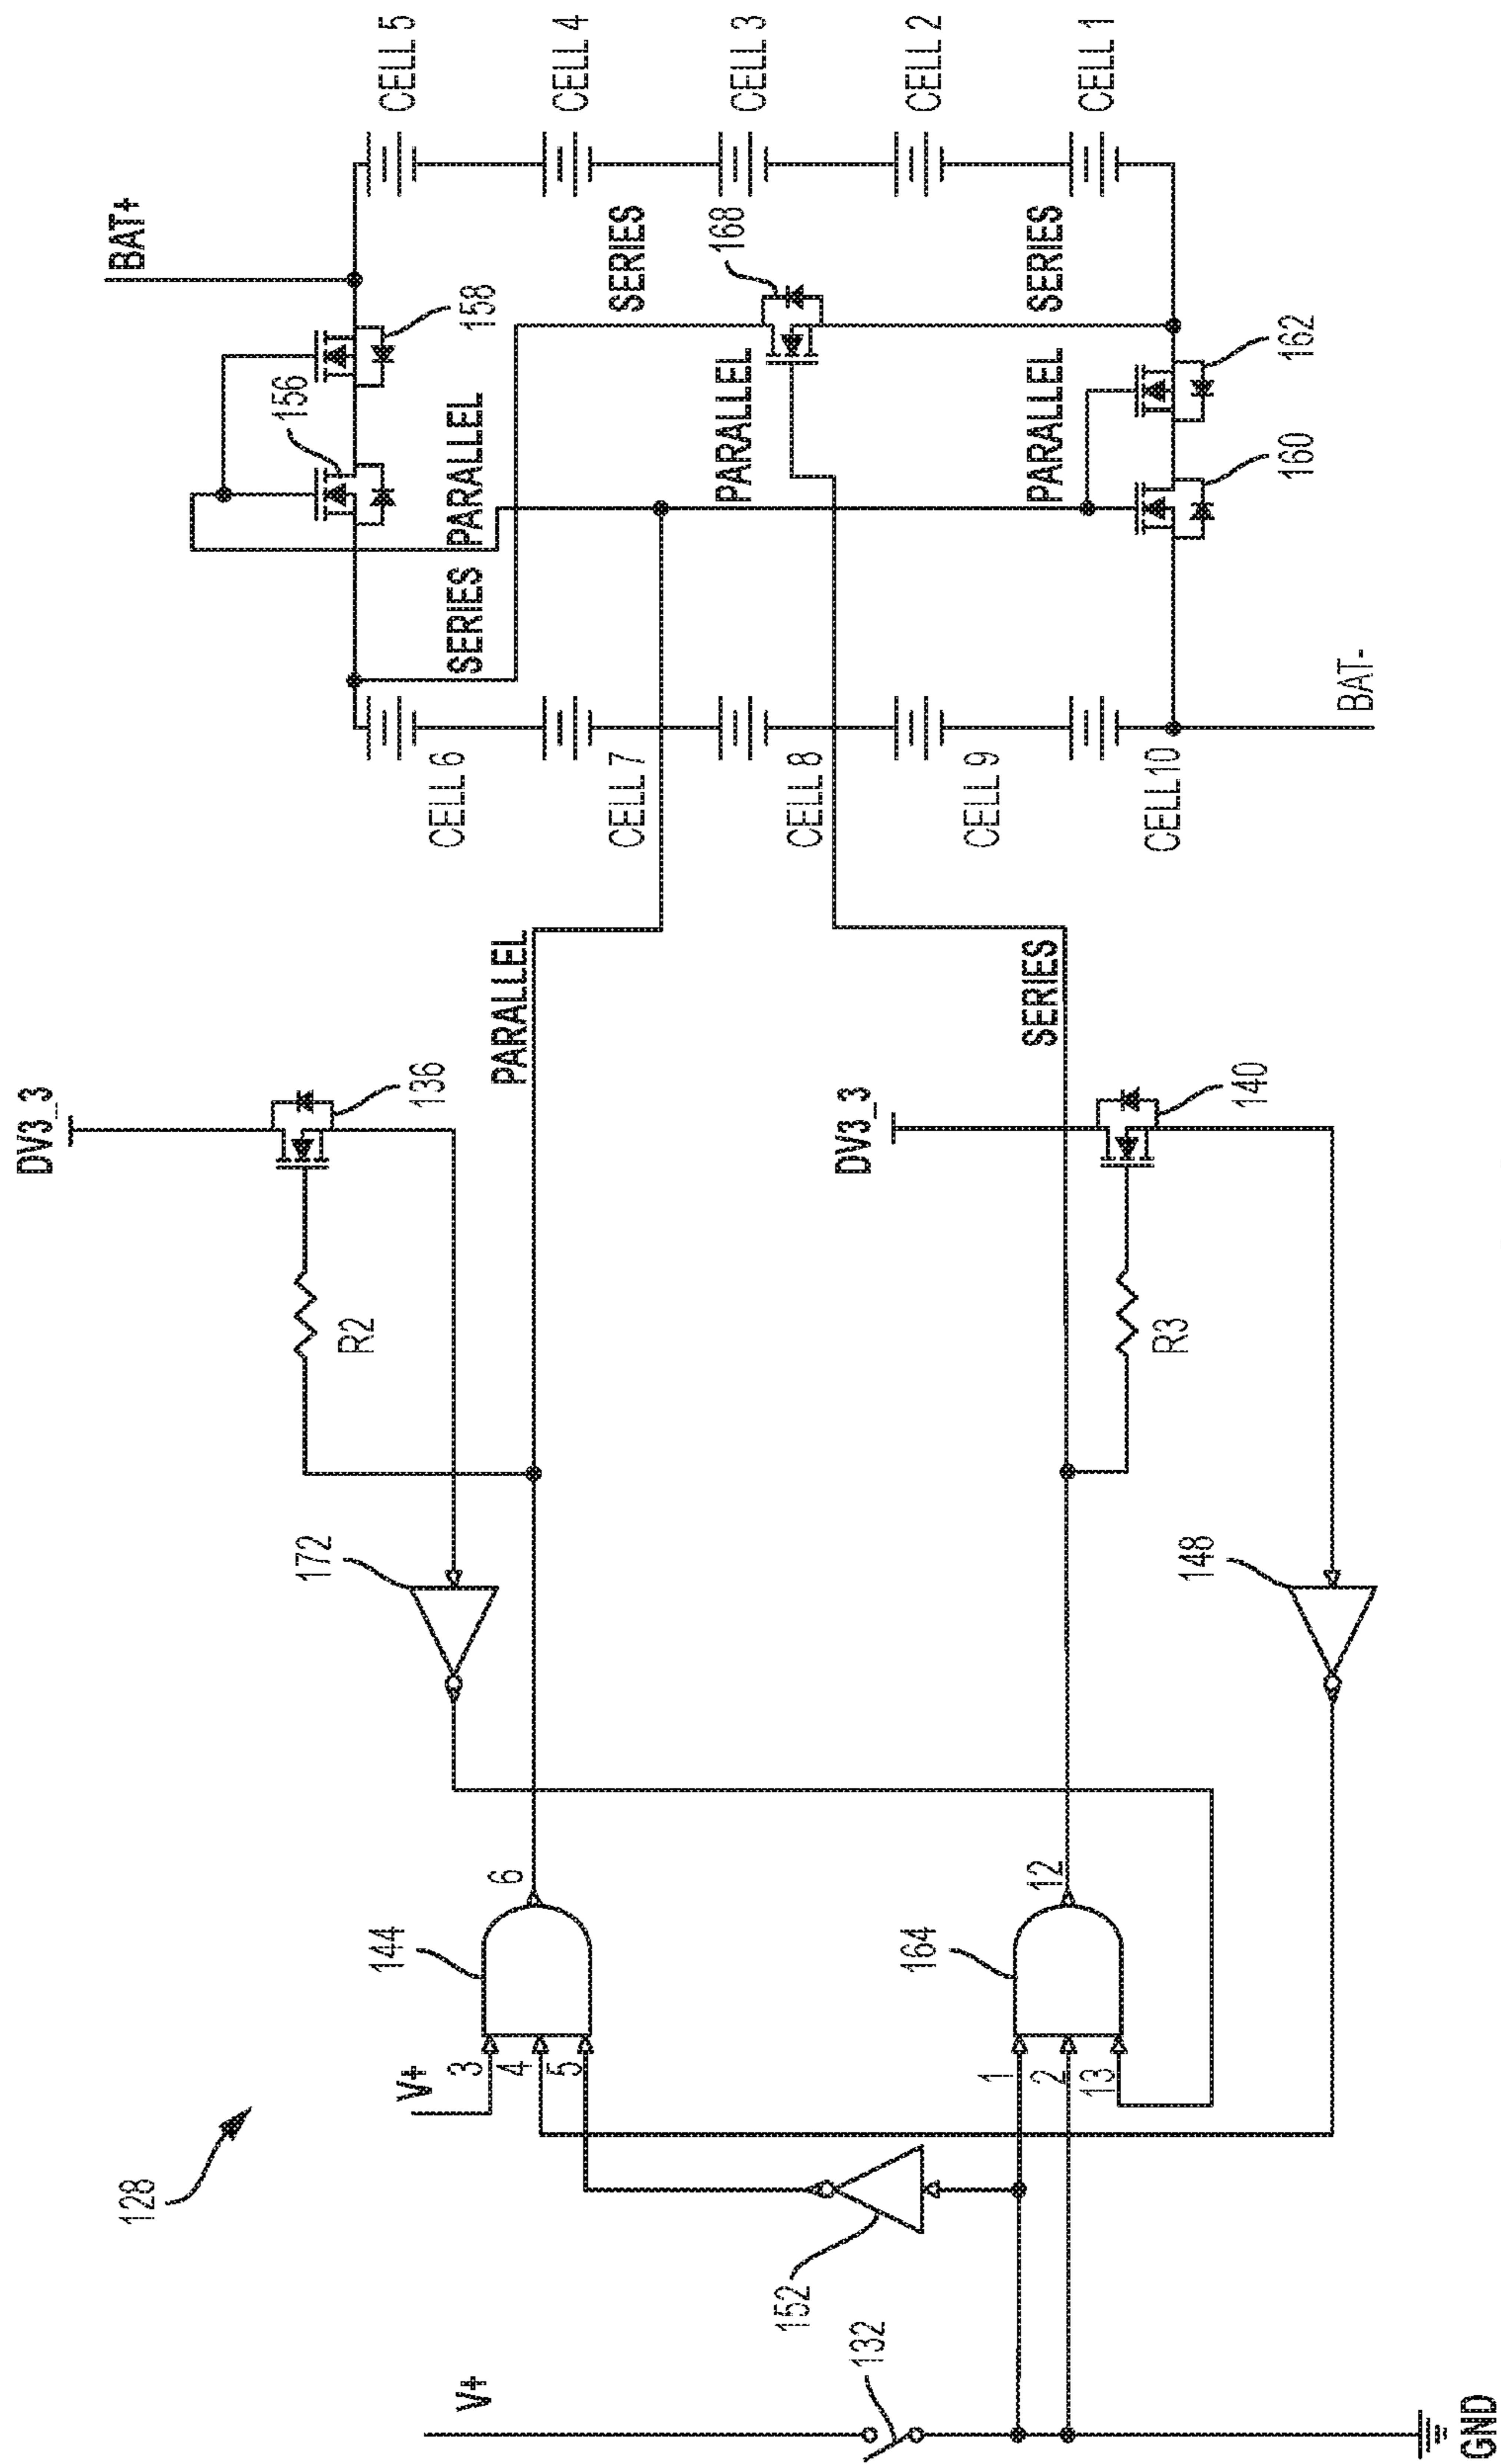 128
V+
132
GND
152
V+
3
4
5
144
6
1
2
13
164
12
172
148
R2
R3
DV3_3
136
DV3_3
140
PARALLEL
SERIES
CELL 6
CELL 7
CELL 8
CELL 9
CELL10
BAT-
SERIES
PARALLEL
PARALLEL
PARALLEL
156
158
160
162
BAT+
SERIES
168
SERIES
CELL 5
CELL 4
CELL 3
CELL 2
CELL 1